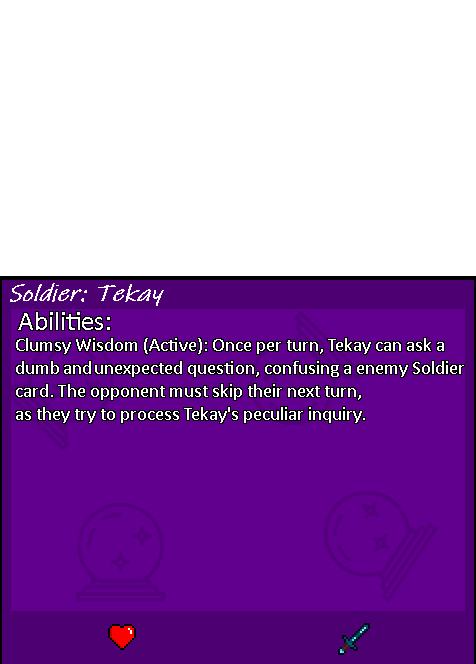 Soldier: Tekay
Abilities:
Clumsy Wisdom (Active): Once per turn, Tekay can ask a
dumb and unexpected question, confusing a enemy Soldier
card. The opponent must skip their next turn,
as they try to process Tekay's peculiar inquiry.